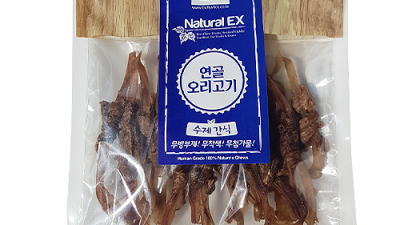 Natural EX
연골
오리고기
수제간식
무방부제! 무착색! 무첨가물!
Human Grade 100% Nature's Chews